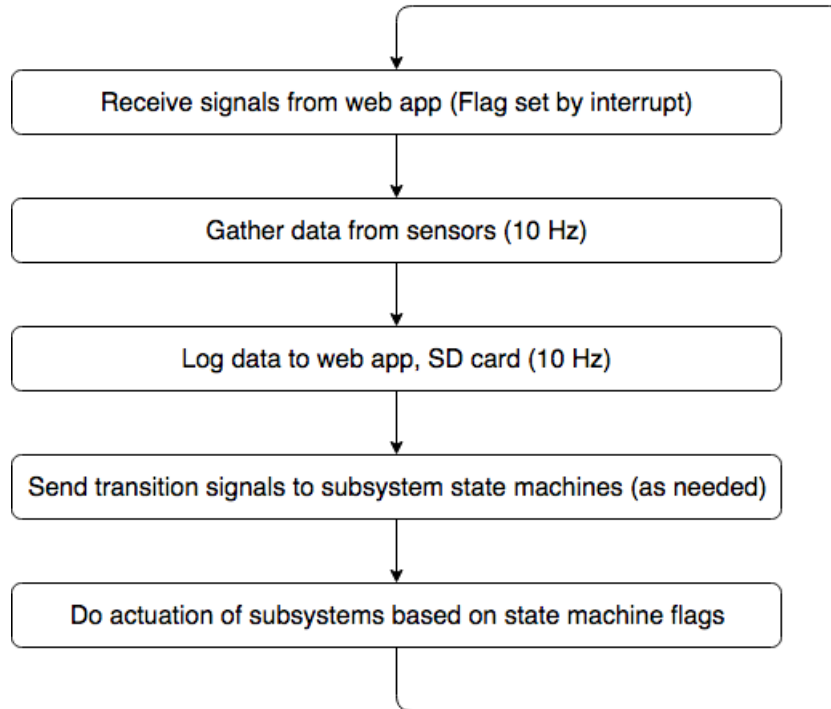 Receive signals from web app (Flag set by interrupt)
Gather data from sensors (10 Hz)
Log data to web app, SD card (10 Hz)
Send transition signals to subsystem state machines (as needed)
Do actuation of subsystems based on state machine flags